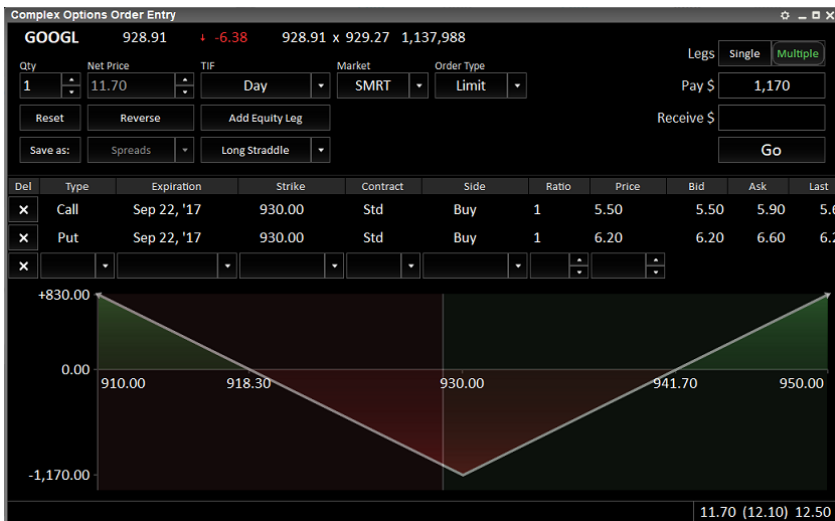 Complex Options Order Entry
GOOGL 928.91 ↓ -6.38 928.91 x 929.27 1,137,988
Legs Single Multiple
Qty Net Price TIF Market Order Type
1 11.70 Day SMRT Limit
Pay $ 1,170
Reset Reverse Add Equity Leg
Receive $
Save as: Spreads Long Straddle
Go
Del Type Expiration Strike Contract Side Ratio Price Bid Ask Last
× Call Sep 22, '17 930.00 Std Buy 1 5.50 5.50 5.90
× Put Sep 22, '17 930.00 Std Buy 1 6.20 6.20 6.60
×
+830.00
0.00
910.00 918.30 930.00 941.70 950.00
-1,170.00
11.70 (12.10) 12.50